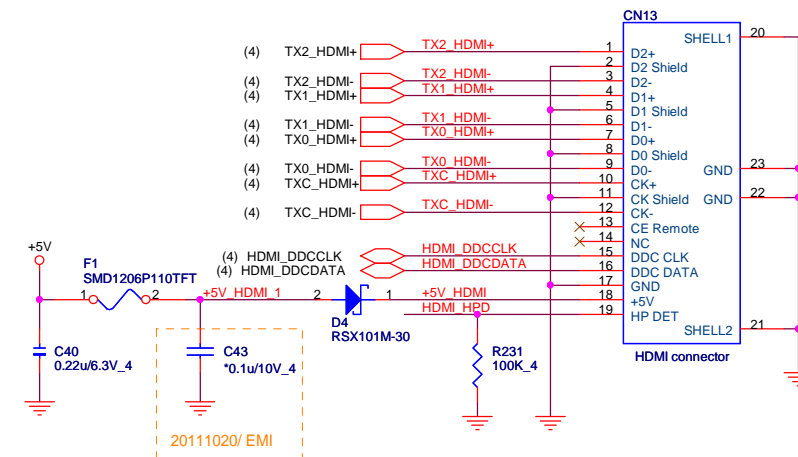 CN13
(4) TX2_HDMI+ TX2_HDMI+ 1 D2+ SHELL1 20
2 D2 Shield
(4) TX2_HDMI- TX2_HDMI- 3 D2-
(4) TX1_HDMI+ TX1_HDMI+ 4 D1+
5 D1 Shield
(4) TX1_HDMI- TX1_HDMI- 6 D1-
(4) TX0_HDMI+ TX0_HDMI+ 7 D0+
8 D0 Shield
(4) TX0_HDMI- TX0_HDMI- 9 D0- GND 23
(4) TXC_HDMI+ TXC_HDMI+ 10 CK+
11 CK Shield GND 22
(4) TXC_HDMI- TXC_HDMI- 12 CK-
13 CE Remote
14 NC
(4) HDMI_DDCCLK HDMI_DDCCLK 15 DDC CLK
(4) HDMI_DDCDATA HDMI_DDCDATA 16 DDC DATA
17 GND
+5V
F1
SMD1206P110TFT
1 2 +5V_HDMI_1 2 1 +5V_HDMI 18 +5V
HDMI_HPD 19 HP DET
SHELL2 21
D4
RSX101M-30
HDMI connector
C40
0.22u/6.3V_4
C43
*0.1u/10V_4
R231
100K_4
20111020/ EMI